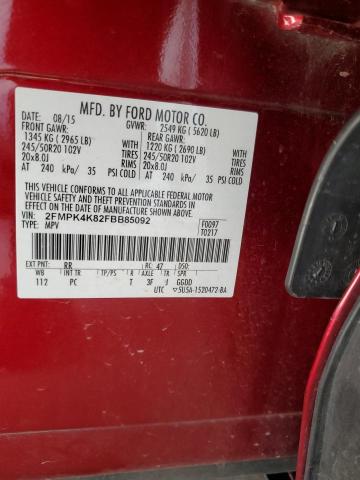 MFD. BY FORD MOTOR CO.
DATE: 08/15 GVWR: 2549 KG (5620 LB)
FRONT GAWR: REAR GAWR:
1345 KG (2965 LB) WITH 1220 KG (2690 LB) WITH
245/50R20 102V TIRES 245/50R20 102V TIRES
20x8.0J RIMS 20x8.0J RIMS
AT 240 kPa/ 35 PSI COLD AT 240 kPa/ 35 PSI COLD
THIS VEHICLE CONFORMS TO ALL APPLICABLE FEDERAL MOTOR
VEHICLE SAFETY AND THEFT PREVENTION STANDARDS IN EFFECT
ON THE DATE OF MANUFACTURE SHOWN ABOVE.
VIN: 2FMPK4K82FBB85092 F0097
TYPE: MPV T0217
EXT PNT: RR RC: 47 DSO:
WB INT TR TP/PS R AXLE TR SPR
112 PC T 3F J GGDD
UTC 5U5A-1520472-BA